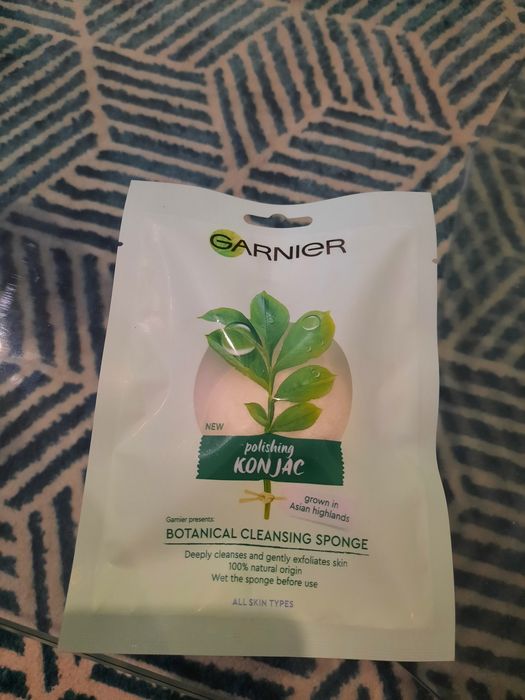 GARNIER
NEW
polishing
KONJAC
grown in
Asian highlands
Garnier presents:
BOTANICAL CLEANSING SPONGE
Deeply cleanses and gently exfoliates skin
100% natural origin
Wet the sponge before use
ALL SKIN TYPES